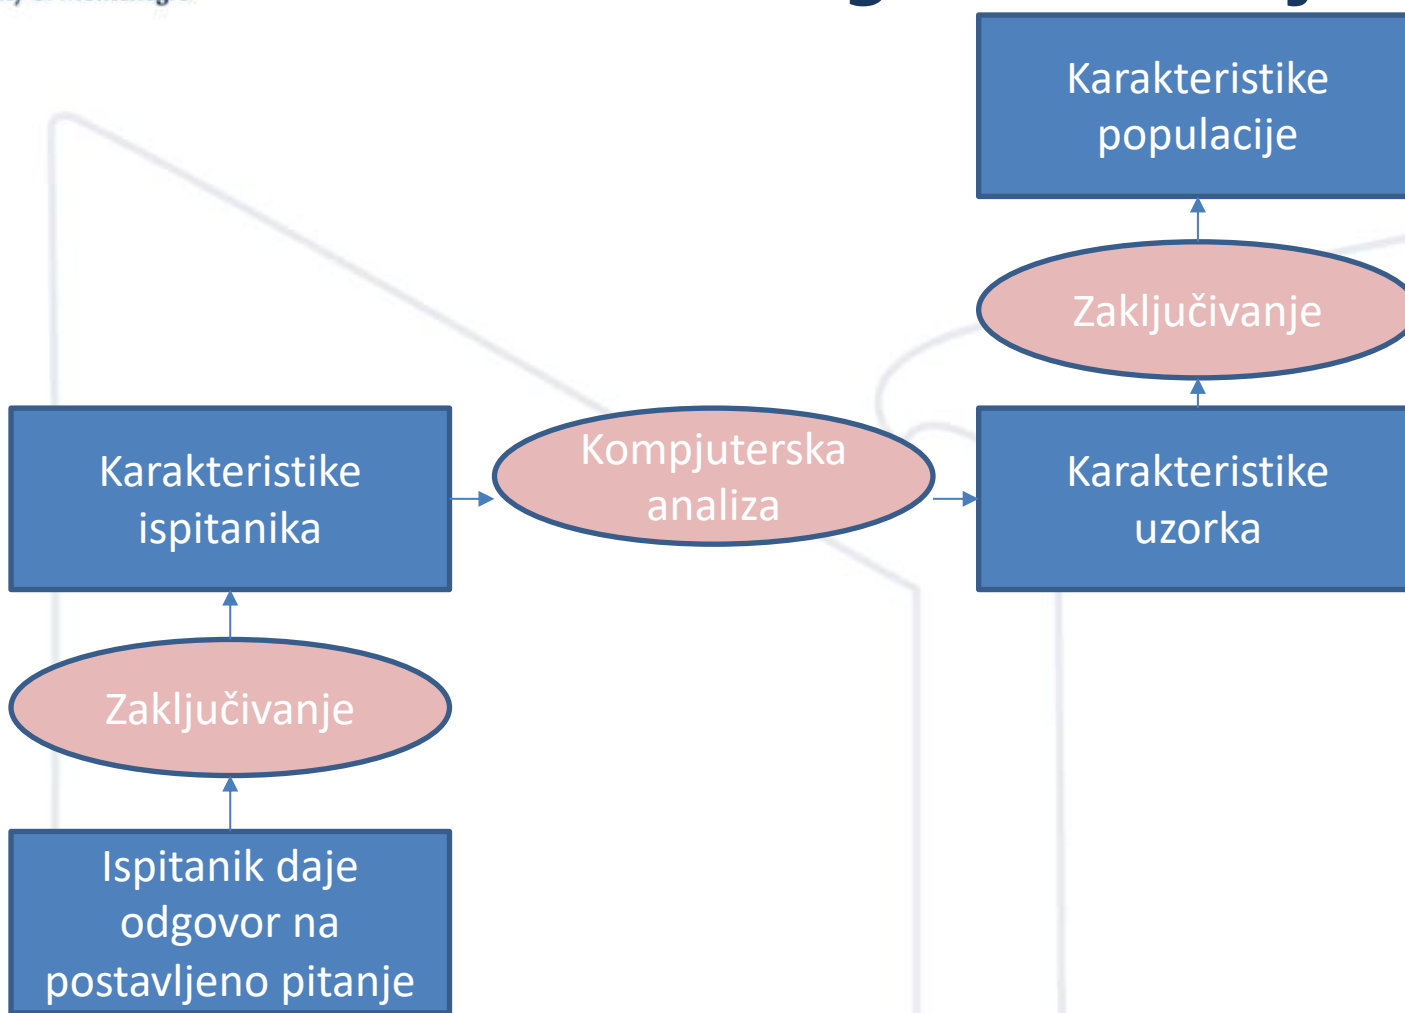 Karakteristike
populacije
Zaključivanje
Karakteristike
ispitanika
Kompjuterska
analiza
Karakteristike
uzorka
Zaključivanje
Ispitanik daje
odgovor na
postavljeno pitanje